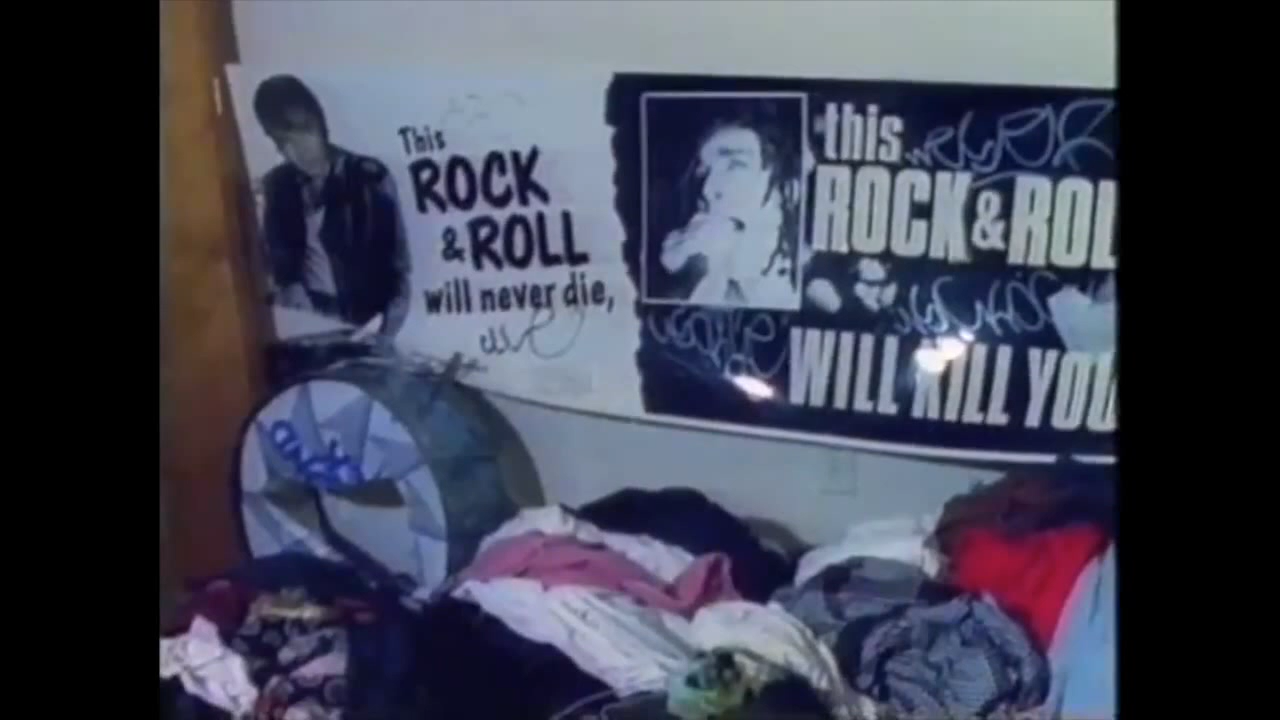 This
ROCK
& ROLL
will never die,
this
ROCK & ROL
WILL KILL YOU